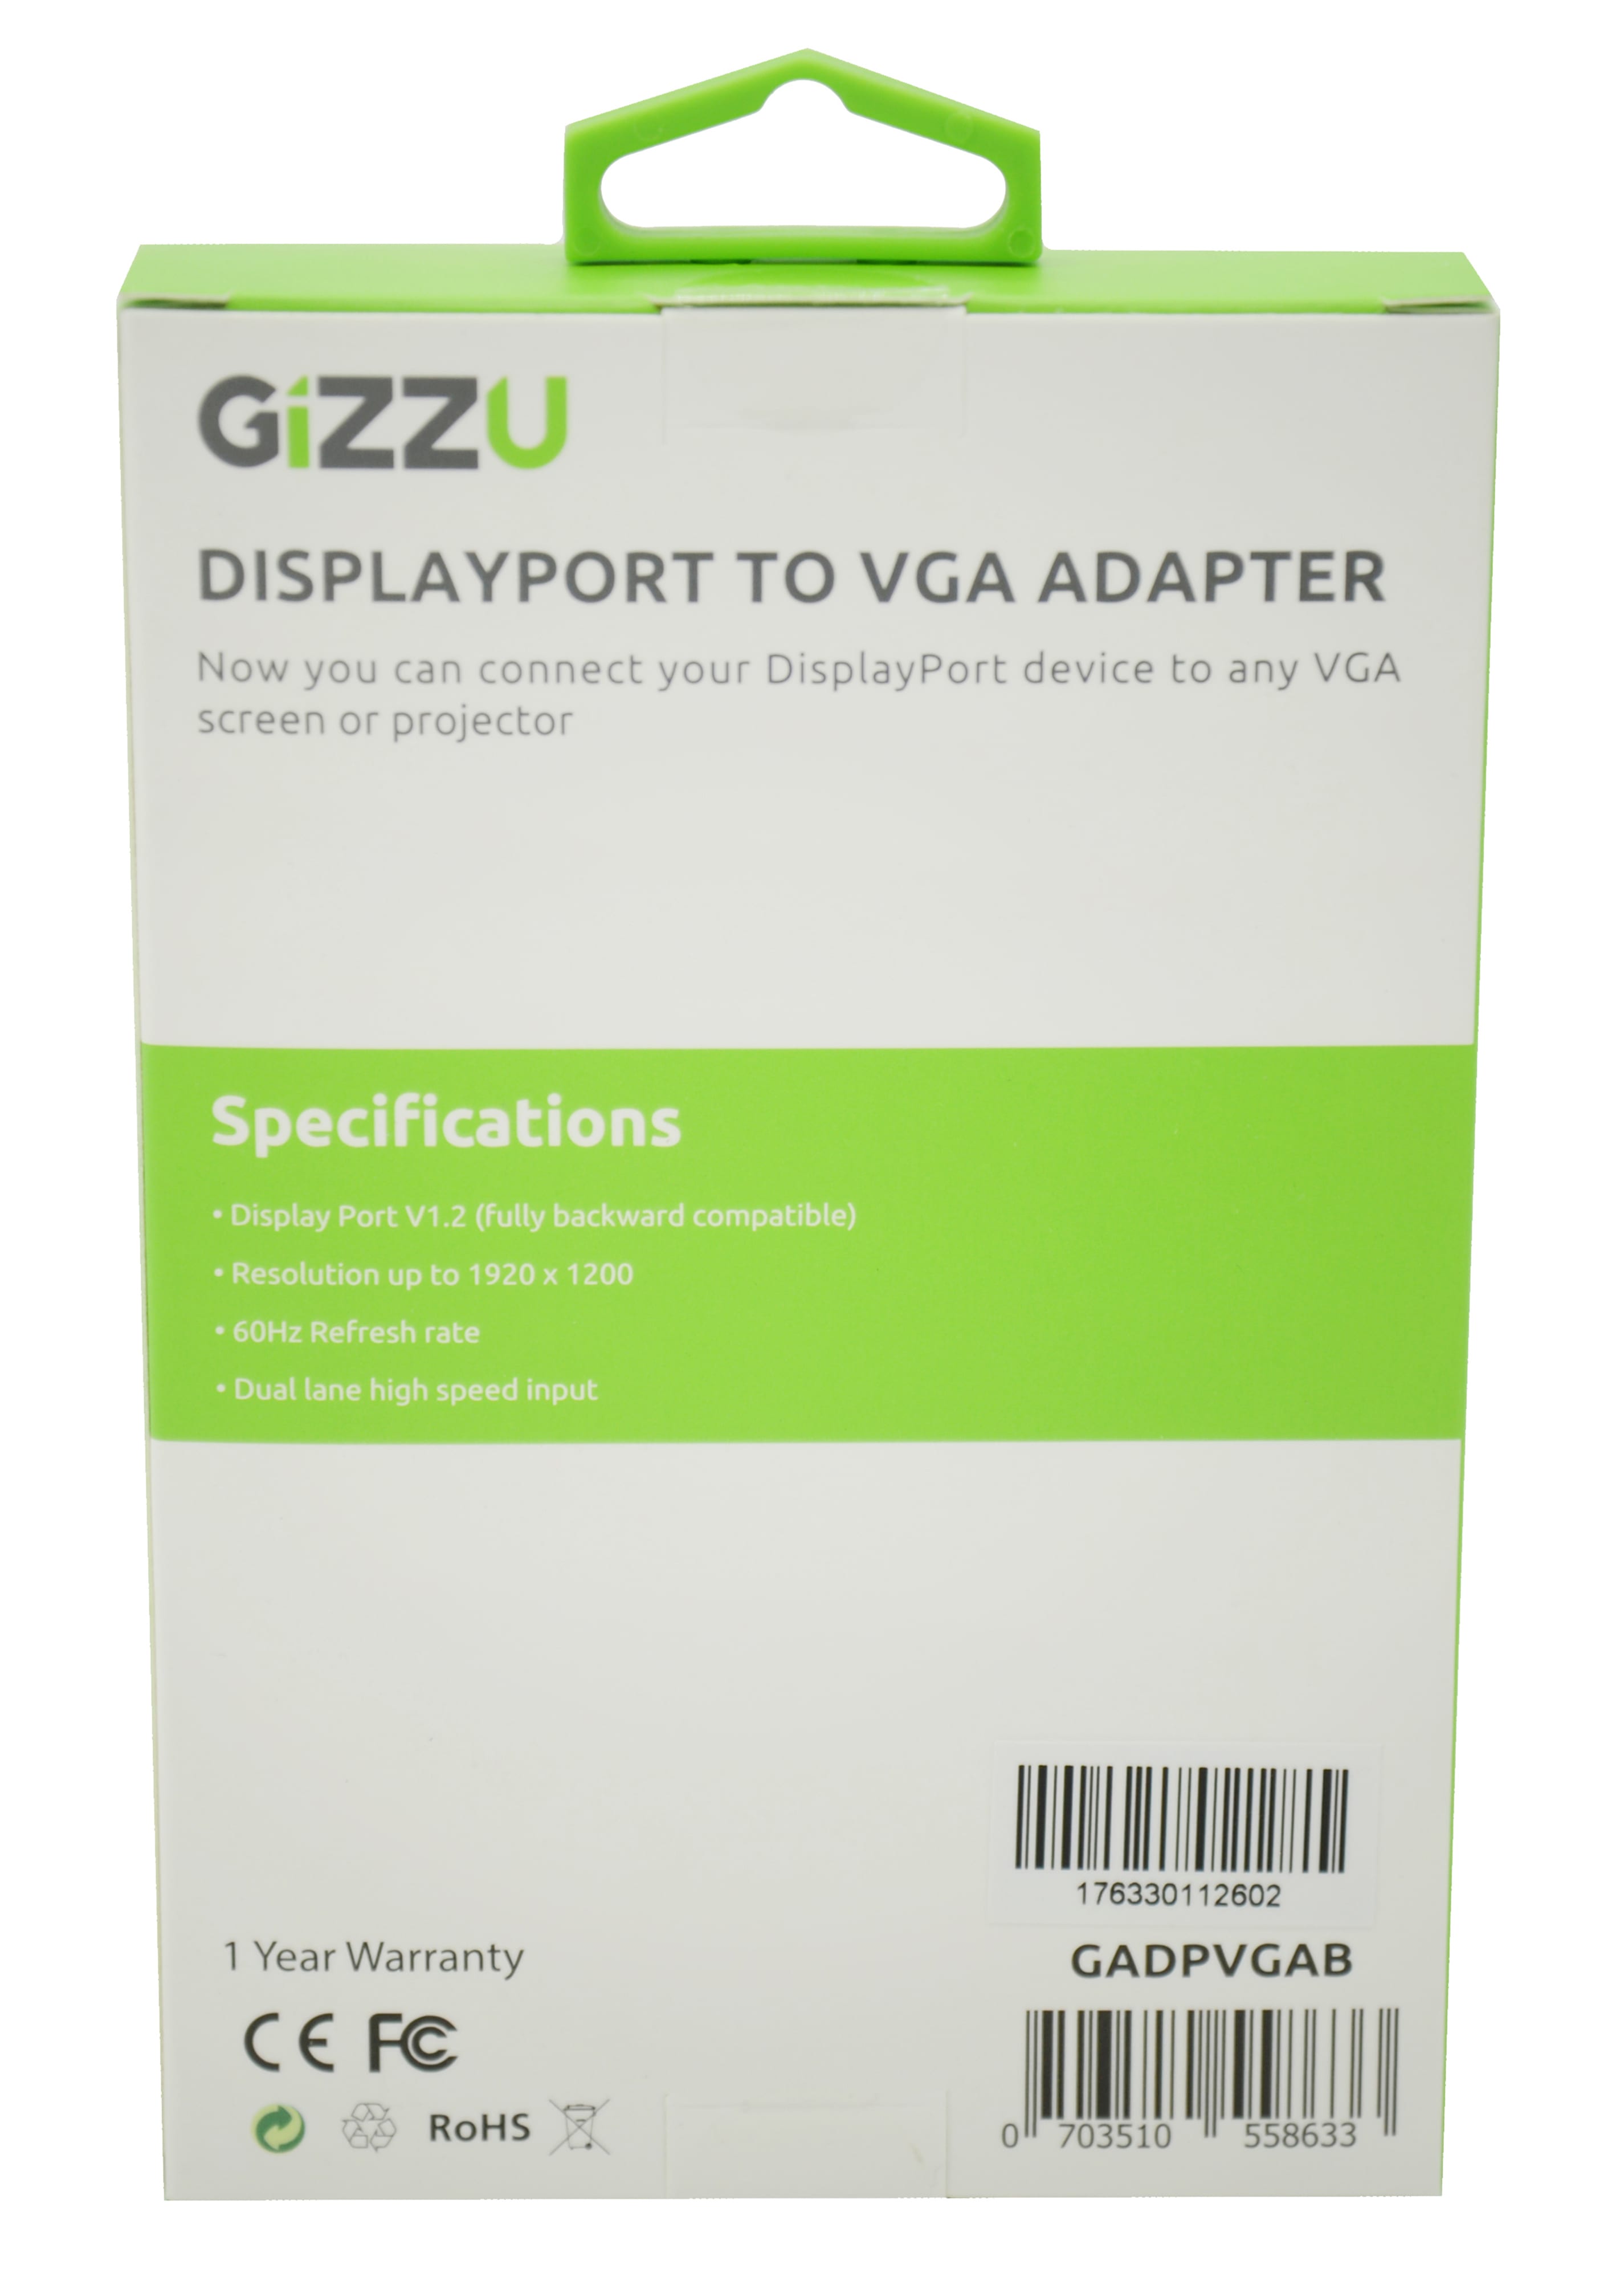 GiZZU
DISPLAYPORT TO VGA ADAPTER
Now you can connect your DisplayPort device to any VGA
screen or projector
Specifications
• Display Port V1.2 (fully backward compatible)
• Resolution up to 1920 x 1200
• 60Hz Refresh rate
• Dual lane high speed input
176330112602
1 Year Warranty
GADPVGAB
CE FC
RoHS
0 703510 558633